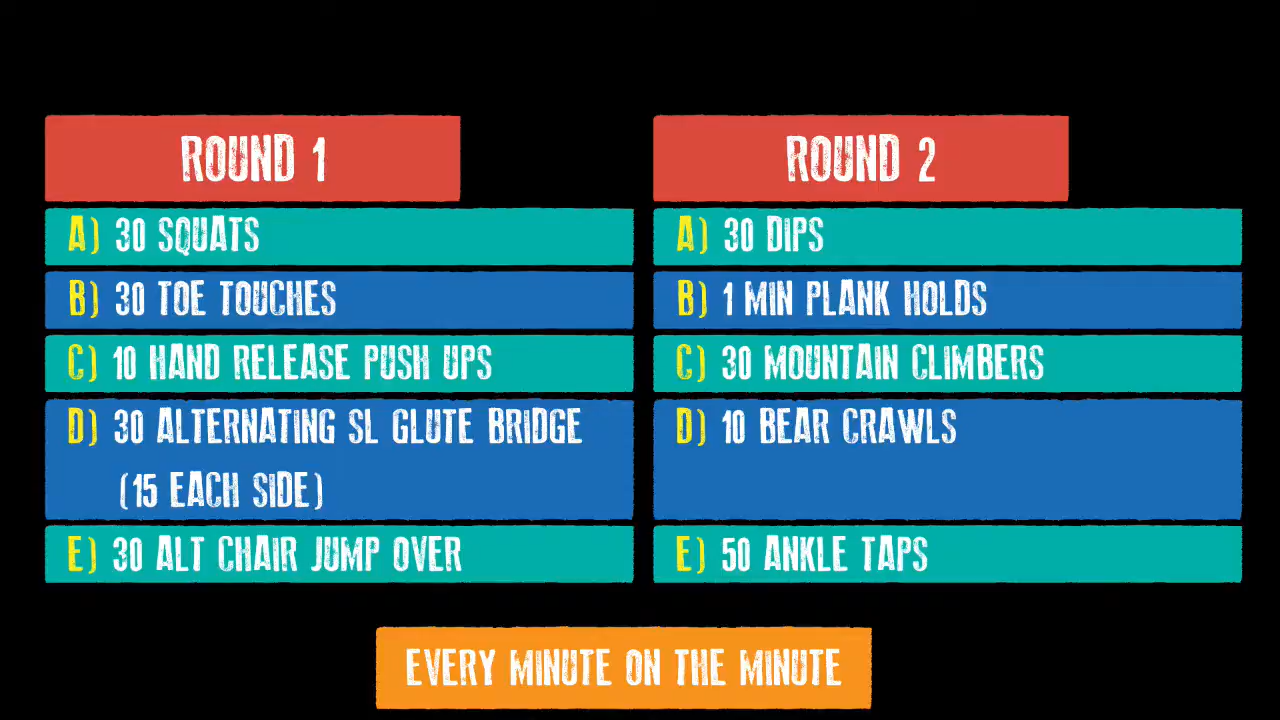 ROUND 1
A) 30 SQUATS
B) 30 TOE TOUCHES
C) 10 HAND RELEASE PUSH UPS
D) 30 ALTERNATING SL GLUTE BRIDGE
(15 EACH SIDE)
E) 30 ALT CHAIR JUMP OVER
ROUND 2
A) 30 DIPS
B) 1 MIN PLANK HOLDS
C) 30 MOUNTAIN CLIMBERS
D) 10 BEAR CRAWLS
E) 50 ANKLE TAPS
EVERY MINUTE ON THE MINUTE